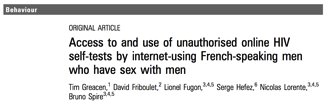 Behaviour
ORIGINAL ARTICLE
Access to and use of unauthorised online HIV
self-tests by internet-using French-speaking men
who have sex with men
Tim Greacen,1 David Friboulet,2 Lionel Fugon,3,4,5 Serge Hefez,6 Nicolas Lorente,3,4,5
Bruno Spire3,4,5